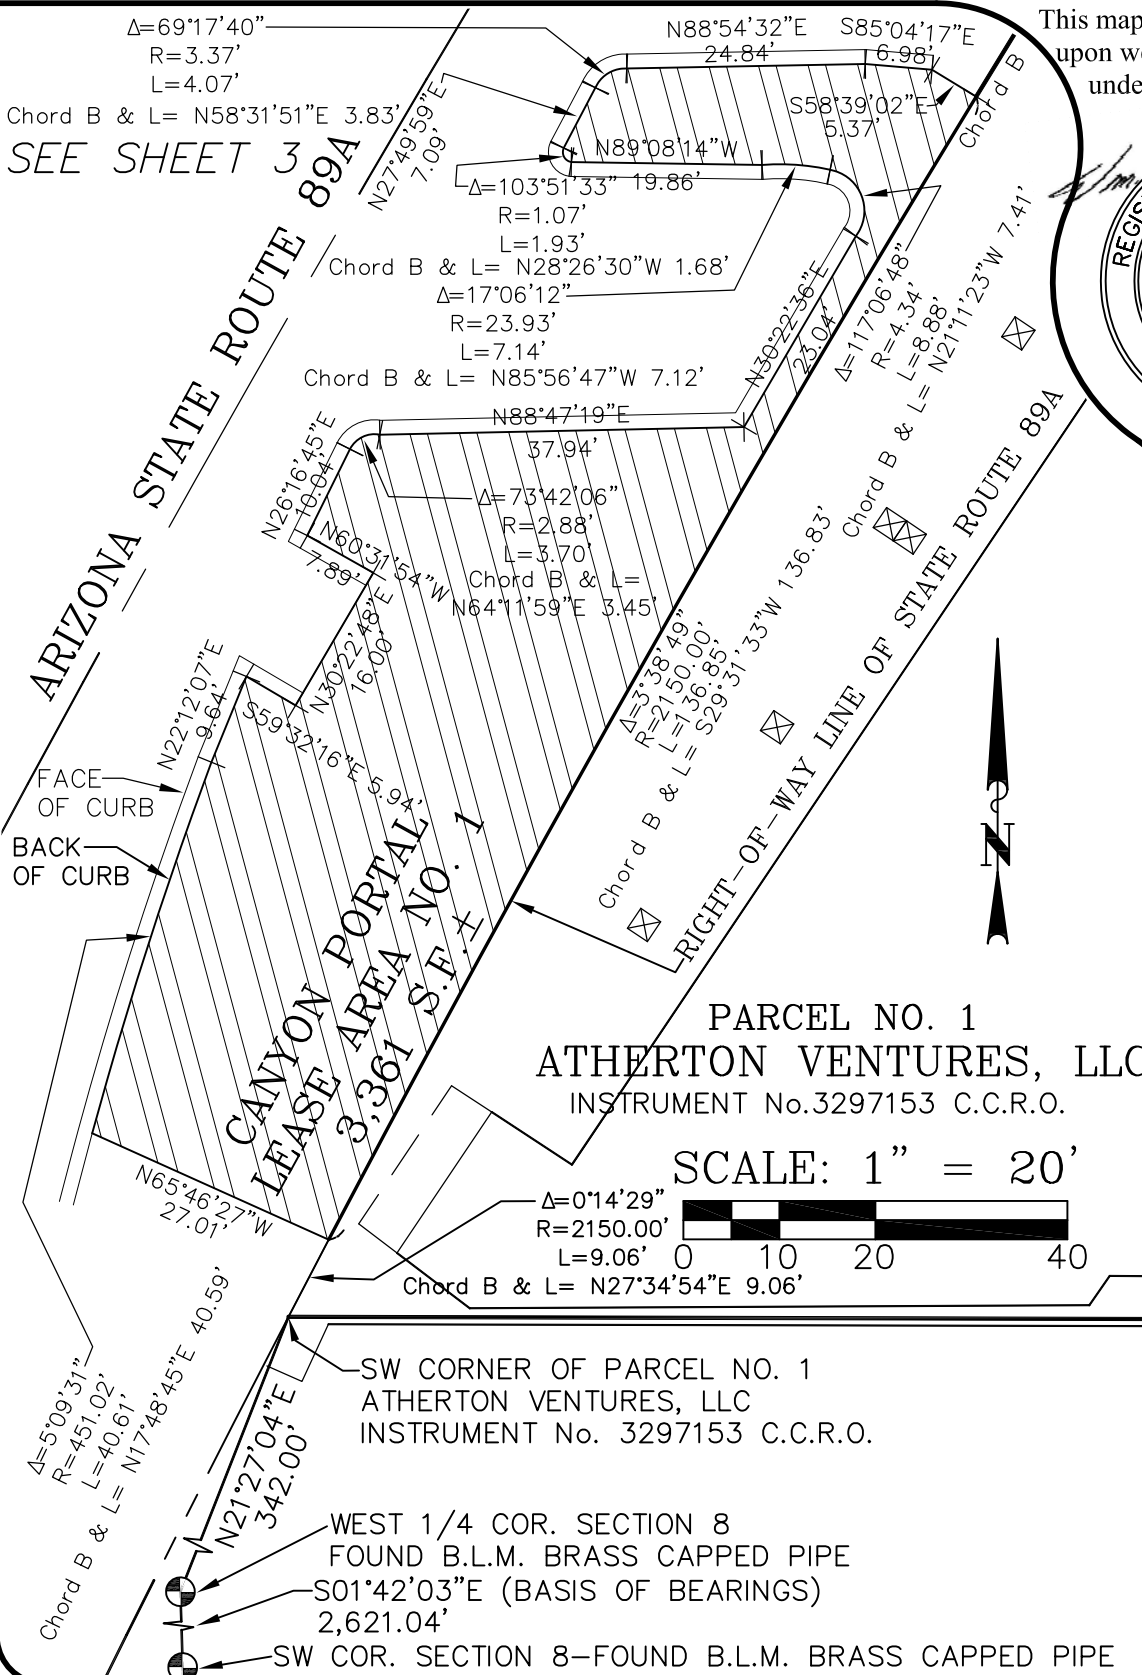 Δ=69°17'40"
R=3.37'
L=4.07'
Chord B & L= N58°31'51"E 3.83'
SEE SHEET 3
N88°54'32"E
24.84'
S85°04'17"E
6.98'
This map
upon wo
under
S58°39'02"E
5.37'
Chord B
N27°49'59"E
7.09'
N89°08'14"W
19.86'
Δ=103°51'33"
R=1.07'
L=1.93'
Chord B & L= N28°26'30"W 1.68'
Δ=17°06'12"
R=23.93'
L=7.14'
Chord B & L= N85°56'47"W 7.12'
REGIS
ARIZONA STATE ROUTE 89A
N30°22'36"E
23.04'
Δ=117°06'48"
R=4.34'
L=8.88'
Chord B & L= N21°11'23"W 7.41'
N88°47'19"E
37.94'
N26°16'45"E
10.04'
Δ=73°42'06"
R=2.88'
L=3.70'
Chord B & L=
N64°11'59"E 3.45'
N60°31'54"W
7.89'
N30°22'48"E
16.00'
N22°12'07"E
9.64'
S59°32'16"E 5.94'
Δ=3°38'49"
R=2150.00'
L=136.85'
Chord B & L= S29°31'33"W 136.83'
RIGHT-OF-WAY LINE OF STATE ROUTE 89A
FACE
OF CURB
BACK
OF CURB
N
CANYON PORTAL
LEASE AREA NO. 1
3,361 S.F.±
PARCEL NO. 1
ATHERTON VENTURES, LLC
INSTRUMENT No.3297153 C.C.R.O.
SCALE: 1" = 20'
0 10 20 40
N65°46'27"W
27.01'
Δ=0°14'29"
R=2150.00'
L=9.06'
Chord B & L= N27°34'54"E 9.06'
Δ=5°09'31"
R=451.02'
L=40.61'
Chord B & L= N17°48'45"E 40.59'
SW CORNER OF PARCEL NO. 1
ATHERTON VENTURES, LLC
INSTRUMENT No. 3297153 C.C.R.O.
N21°27'04"E
342.00'
WEST 1/4 COR. SECTION 8
FOUND B.L.M. BRASS CAPPED PIPE
S01°42'03"E (BASIS OF BEARINGS)
2,621.04'
SW COR. SECTION 8-FOUND B.L.M. BRASS CAPPED PIPE